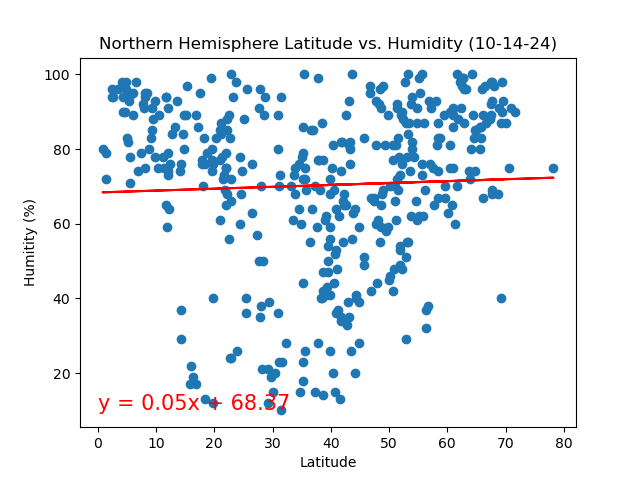 Northern Hemisphere Latitude vs. Humidity (10-14-24)
100
80
60
40
20
Humitity (%)
y = 0.05x + 68.37
0 10 20 30 40 50 60 70 80
Latitude